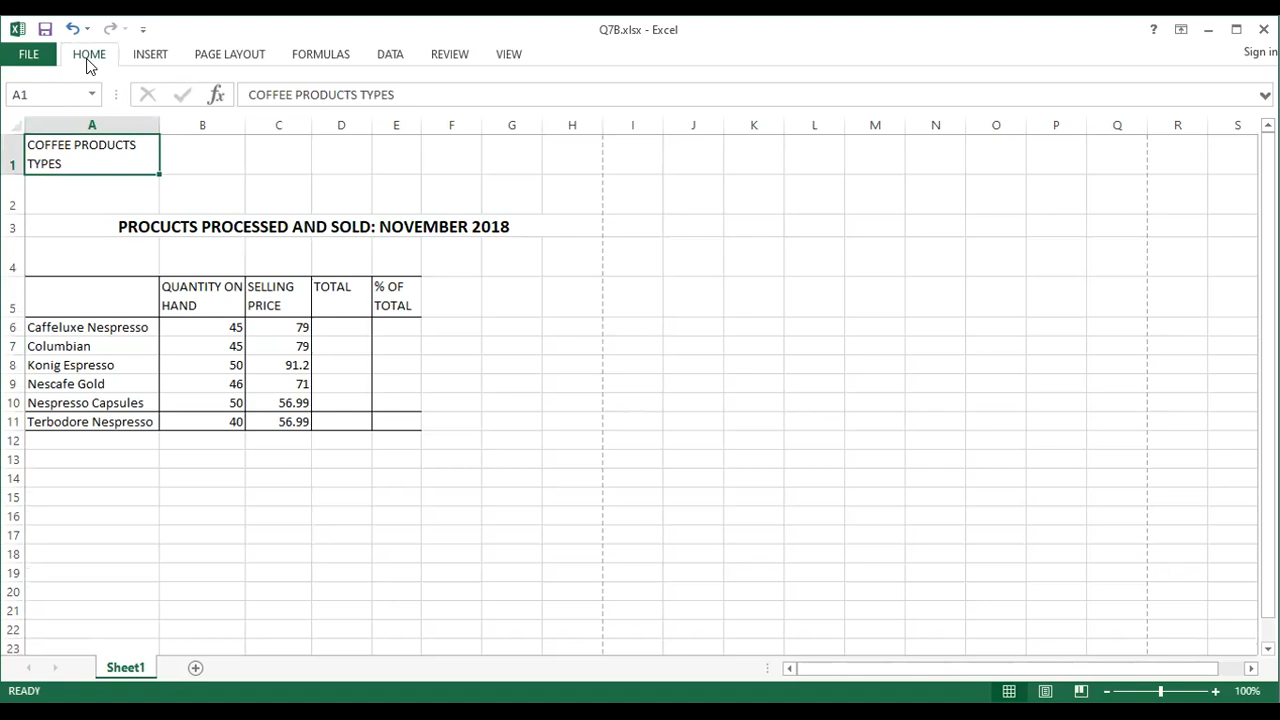 Q7B.xlsx - Excel
?
FILE HOME INSERT PAGE LAYOUT FORMULAS DATA REVIEW VIEW
Sign in
A1 fx COFFEE PRODUCTS TYPES
A B C D E F G H I J K L M N O P Q R S
1 COFFEE PRODUCTS
TYPES
2
3 PROCUCTS PROCESSED AND SOLD: NOVEMBER 2018
4
QUANTITY ON SELLING TOTAL % OF
5 HAND PRICE TOTAL
6 Caffeluxe Nespresso 45 79
7 Columbian 45 79
8 Konig Espresso 50 91.2
9 Nescafe Gold 46 71
10 Nespresso Capsules 50 56.99
11 Terbodore Nespresso 40 56.99
12
13
14
15
16
17
18
19
20
21
22
23
Sheet1
READY
100%